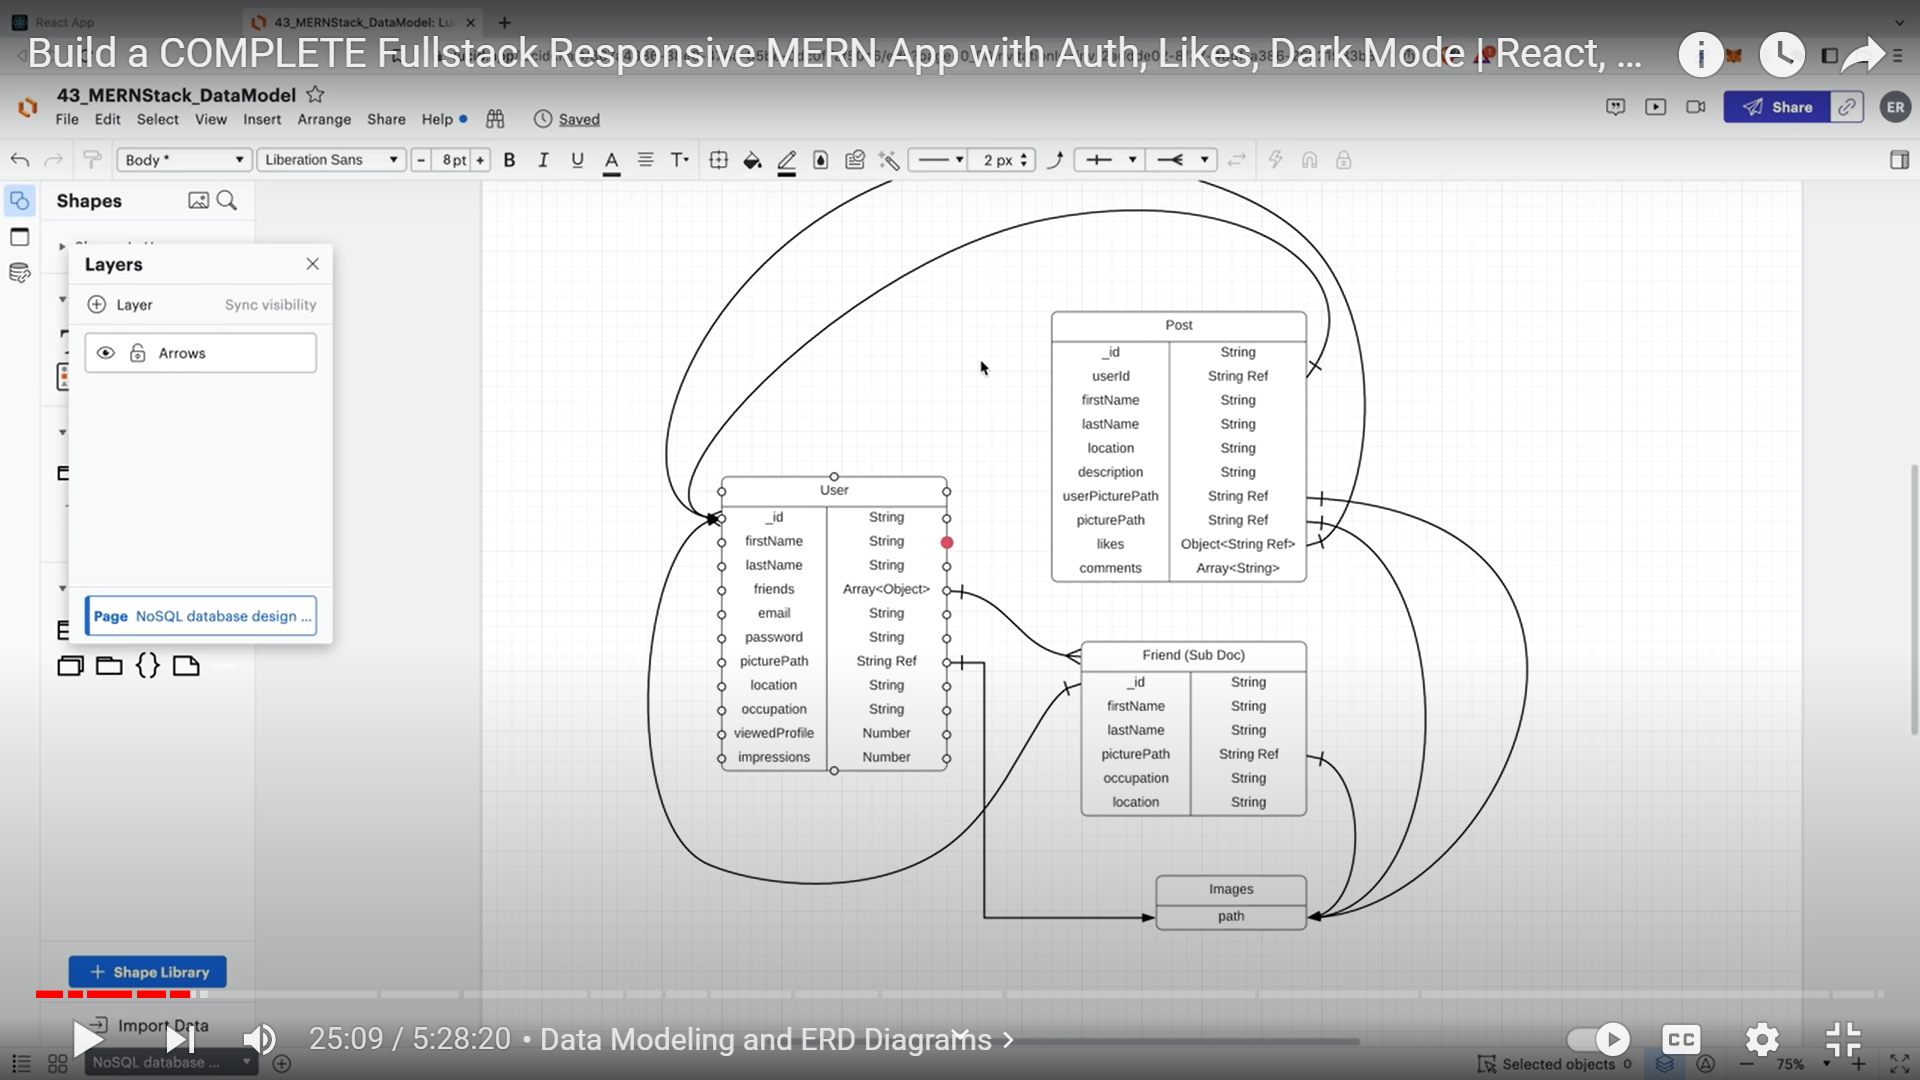 React App
43_MERNStack_DataModel: Lu
Build a COMPLETE Fullstack Responsive MERN App with Auth, Likes, Dark Mode | React, ...
43_MERNStack_DataModel
File Edit Select View Insert Arrange Share Help
Saved
Share
ER
Body *
Liberation Sans
- 8 pt +
B I U A T
2 px
Shapes
Layers
Layer
Sync visibility
Arrows
Page NoSQL database design ...
Post
_id String
userId String Ref
firstName String
lastName String
location String
description String
userPicturePath String Ref
picturePath String Ref
likes Object<String Ref>
comments Array<String>
User
_id String
firstName String
lastName String
friends Array<Object>
email String
password String
picturePath String Ref
location String
occupation String
viewedProfile Number
impressions Number
Friend (Sub Doc)
_id String
firstName String
lastName String
picturePath String Ref
occupation String
location String
Images
path
+ Shape Library
Import Data
25:09 / 5:28:20 • Data Modeling and ERD Diagrams >
CC
NoSQL database ...
Selected objects 0
75%